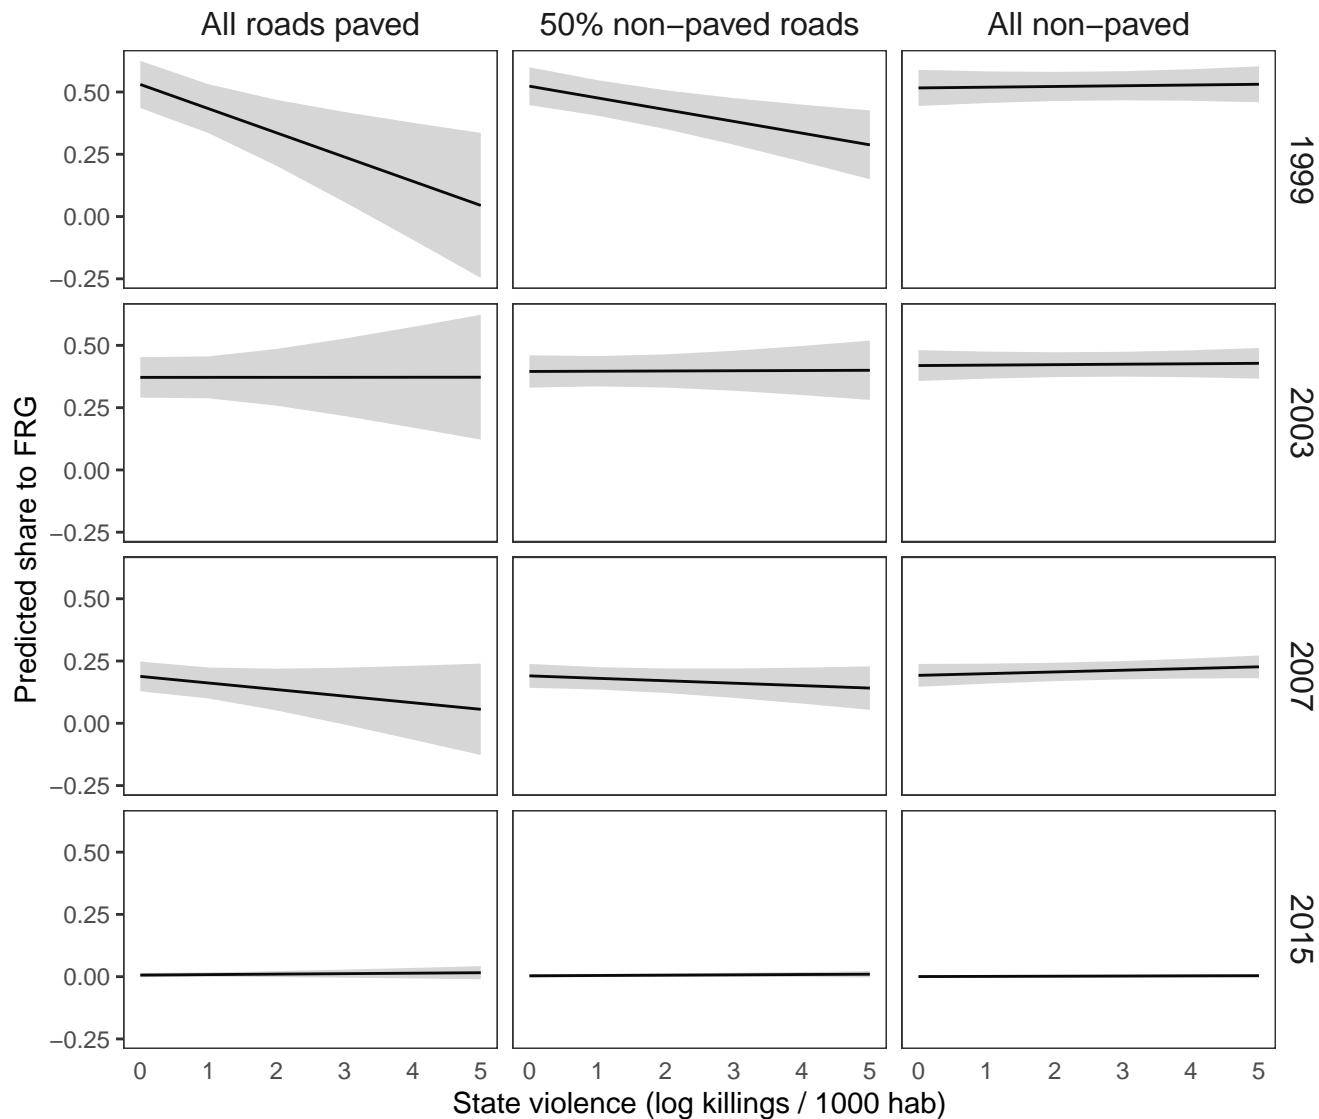 All roads paved
50% non−paved roads
All non−paved
0.50
0.25
0.00
−0.25
1999
0.50
0.25
0.00
−0.25
2003
Predicted share to FRG
0.50
0.25
0.00
−0.25
2007
0.50
0.25
0.00
−0.25
2015
0 1 2 3 4 5
0 1 2 3 4 5
0 1 2 3 4 5
State violence (log killings / 1000 hab)